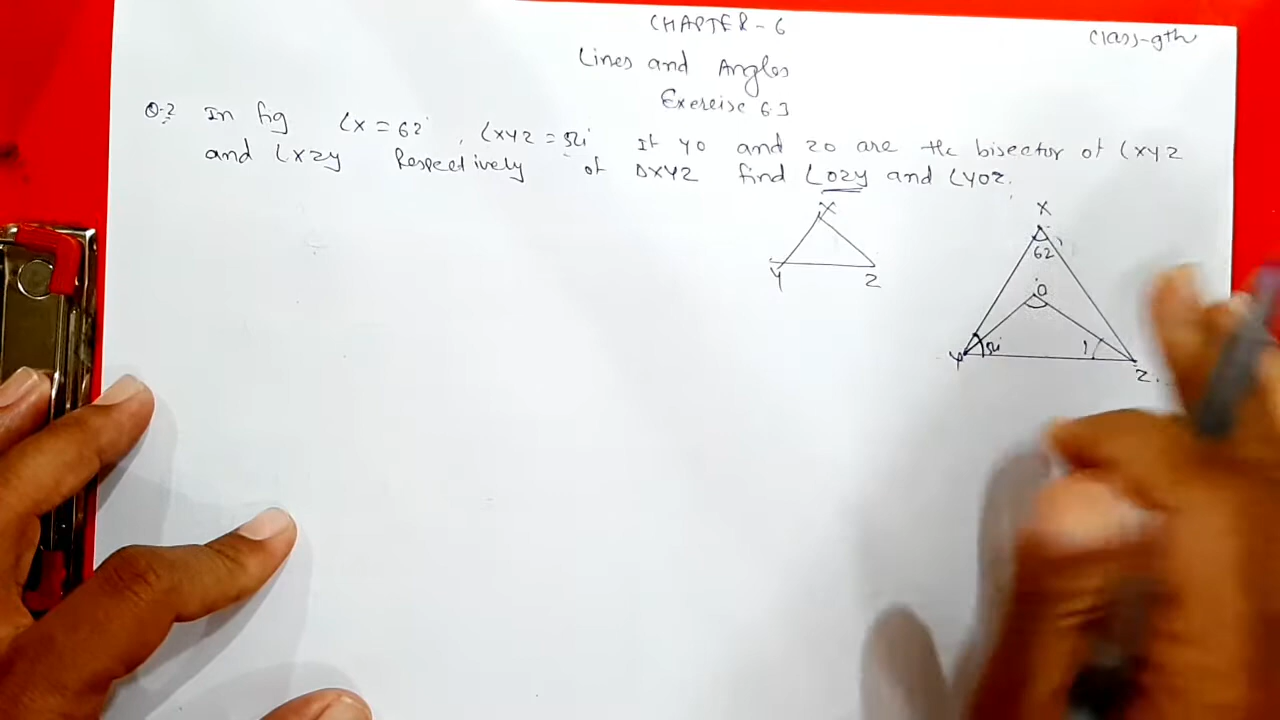 CHAPTER-6
Class-9th
Lines and Angles
Exercise 6.3
Q.2 In fig ∠X = 62°, ∠XYZ = 54° If YO and ZO are the bisector of ∠XYZ
and ∠XZY Respectively of ΔXYZ find ∠OZY and ∠YOZ.
X
Y
Z
X
62
O
Y
54
Z